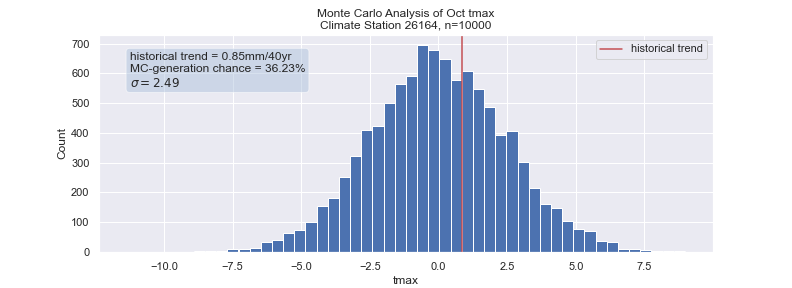 Monte Carlo Analysis of Oct tmax
Climate Station 26164, n=10000
historical trend = 0.85mm/40yr
MC-generation chance = 36.23%
σ = 2.49
historical trend
700
600
500
400
300
200
100
0
Count
−10.0 −7.5 −5.0 −2.5 0.0 2.5 5.0 7.5
tmax